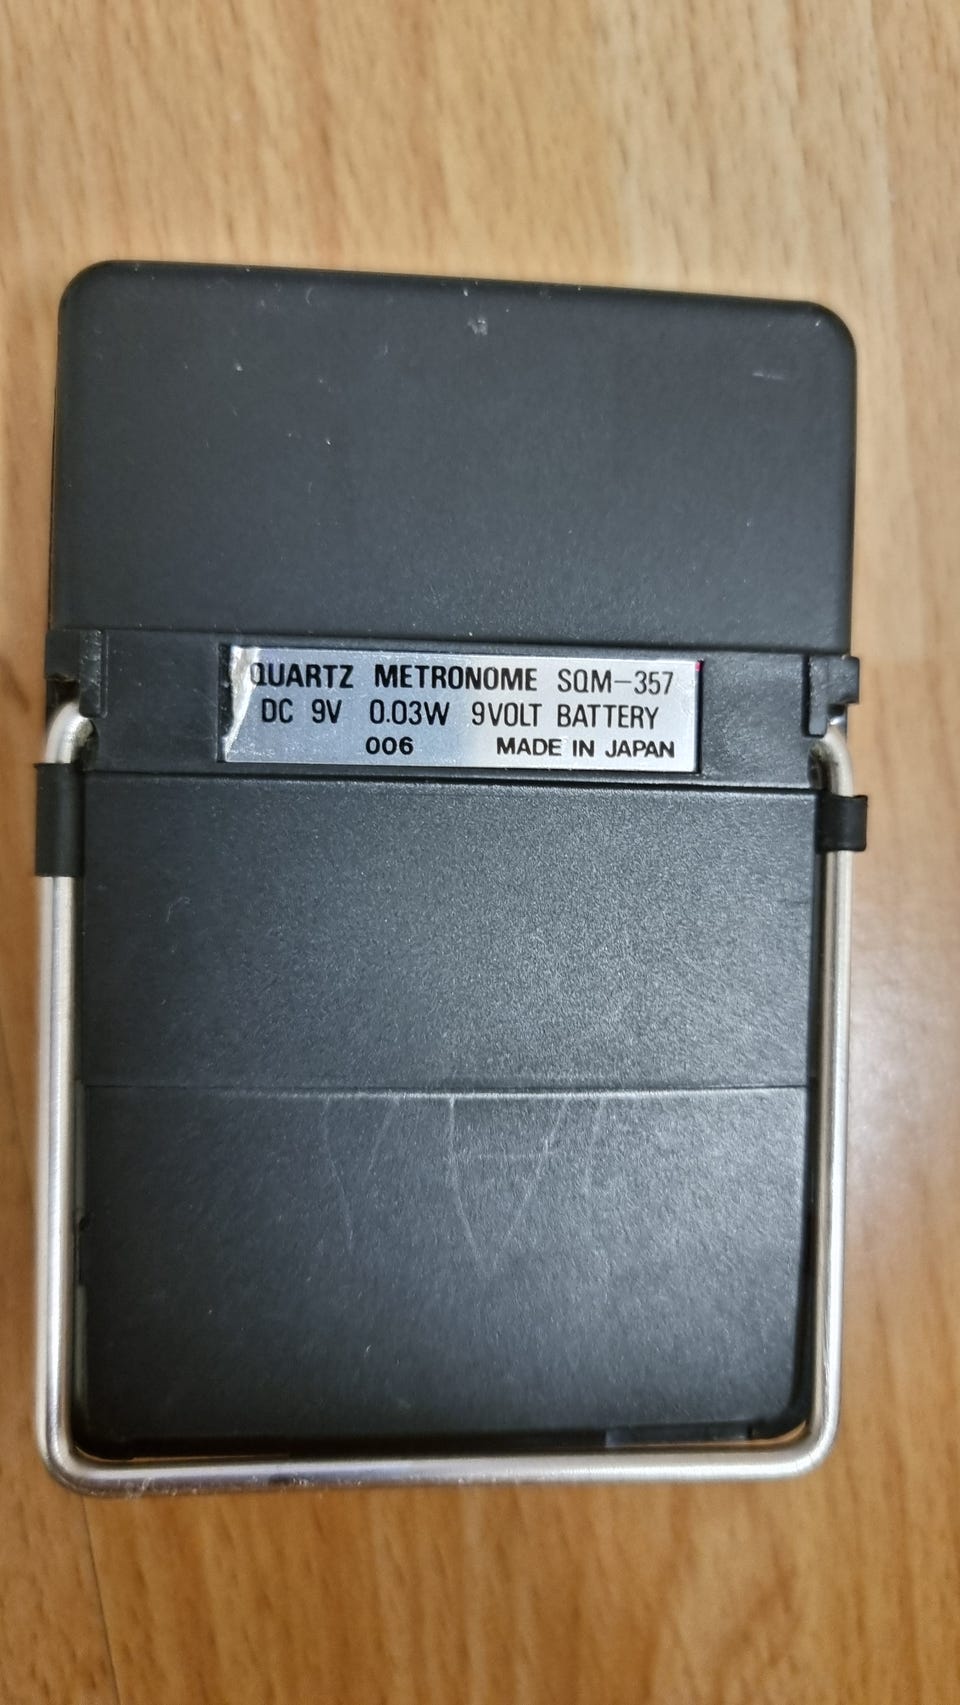 QUARTZ METRONOME SQM-357
DC 9V 0.03W 9VOLT BATTERY
006 MADE IN JAPAN